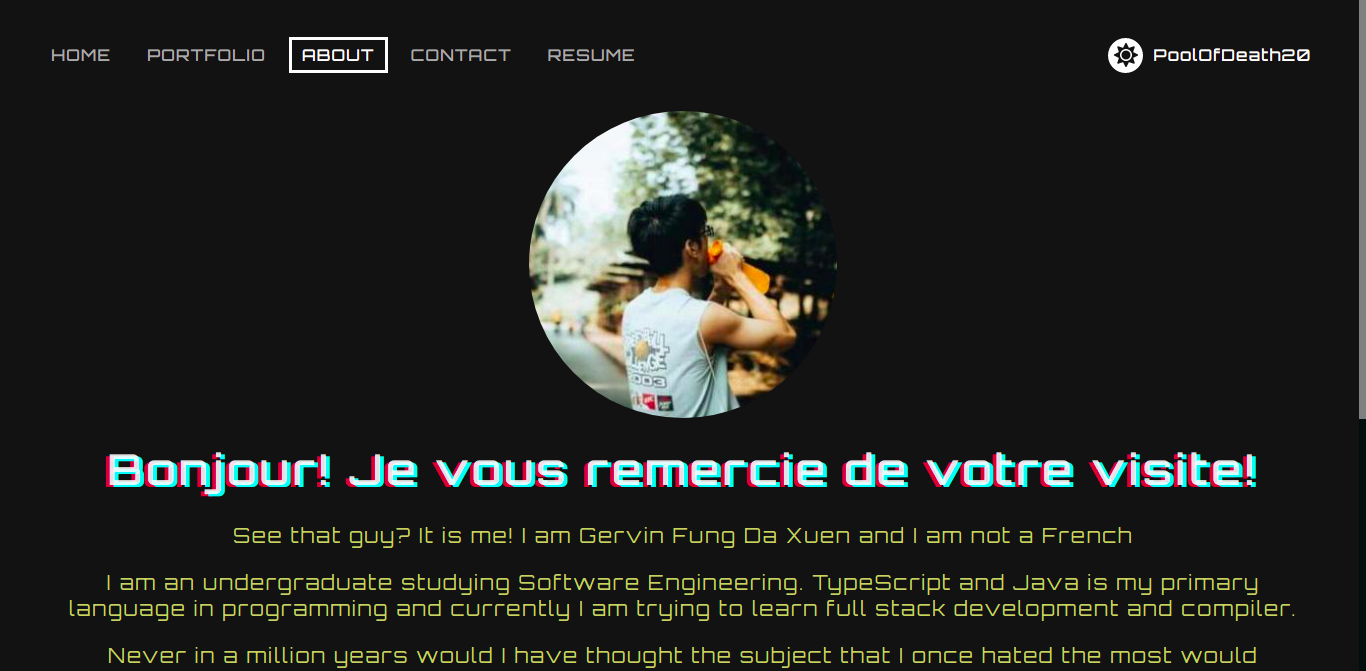 HOME PORTFOLIO ABOUT CONTACT RESUME PoolOfDeath20
003
Bonjour! Je vous remercie de votre visite!
See that guy? It is me! I am Gervin Fung Da Xuen and I am not a French
I am an undergraduate studying Software Engineering. TypeScript and Java is my primary
language in programming and currently I am trying to learn full stack development and compiler.
Never in a million years would I have thought the subject that I once hated the most would